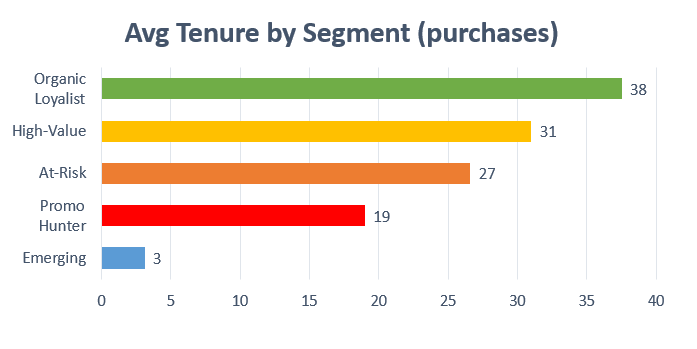 Avg Tenure by Segment (purchases)
Organic
Loyalist
38
High-Value
31
At-Risk
27
Promo
Hunter
19
Emerging
3
0 5 10 15 20 25 30 35 40